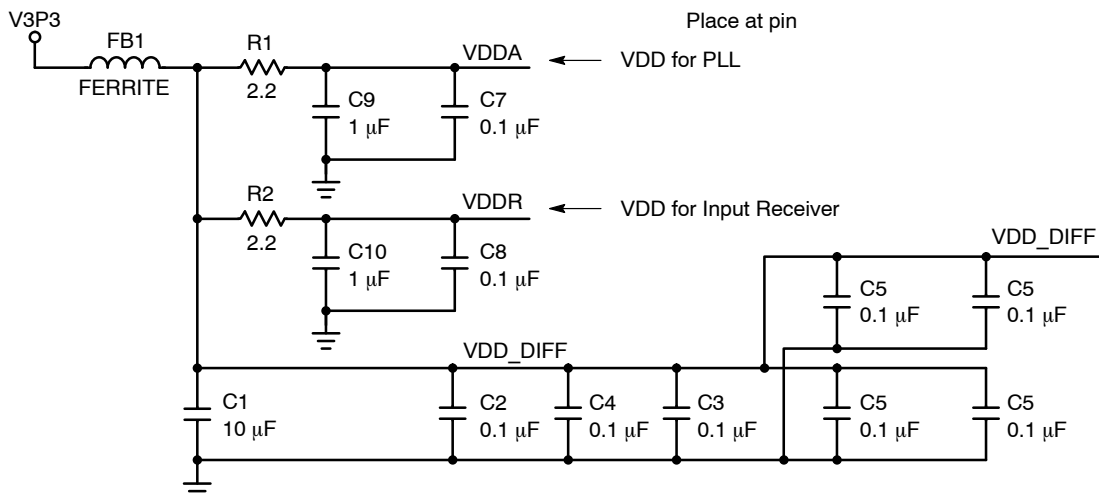 V3P3
Place at pin
FB1
FERRITE
R1
2.2
VDDA
VDD for PLL
C9
1 μF
C7
0.1 μF
R2
2.2
VDDR
VDD for Input Receiver
C10
1 μF
C8
0.1 μF
VDD_DIFF
C5
0.1 μF
C5
0.1 μF
VDD_DIFF
C1
10 μF
C2
0.1 μF
C4
0.1 μF
C3
0.1 μF
C5
0.1 μF
C5
0.1 μF